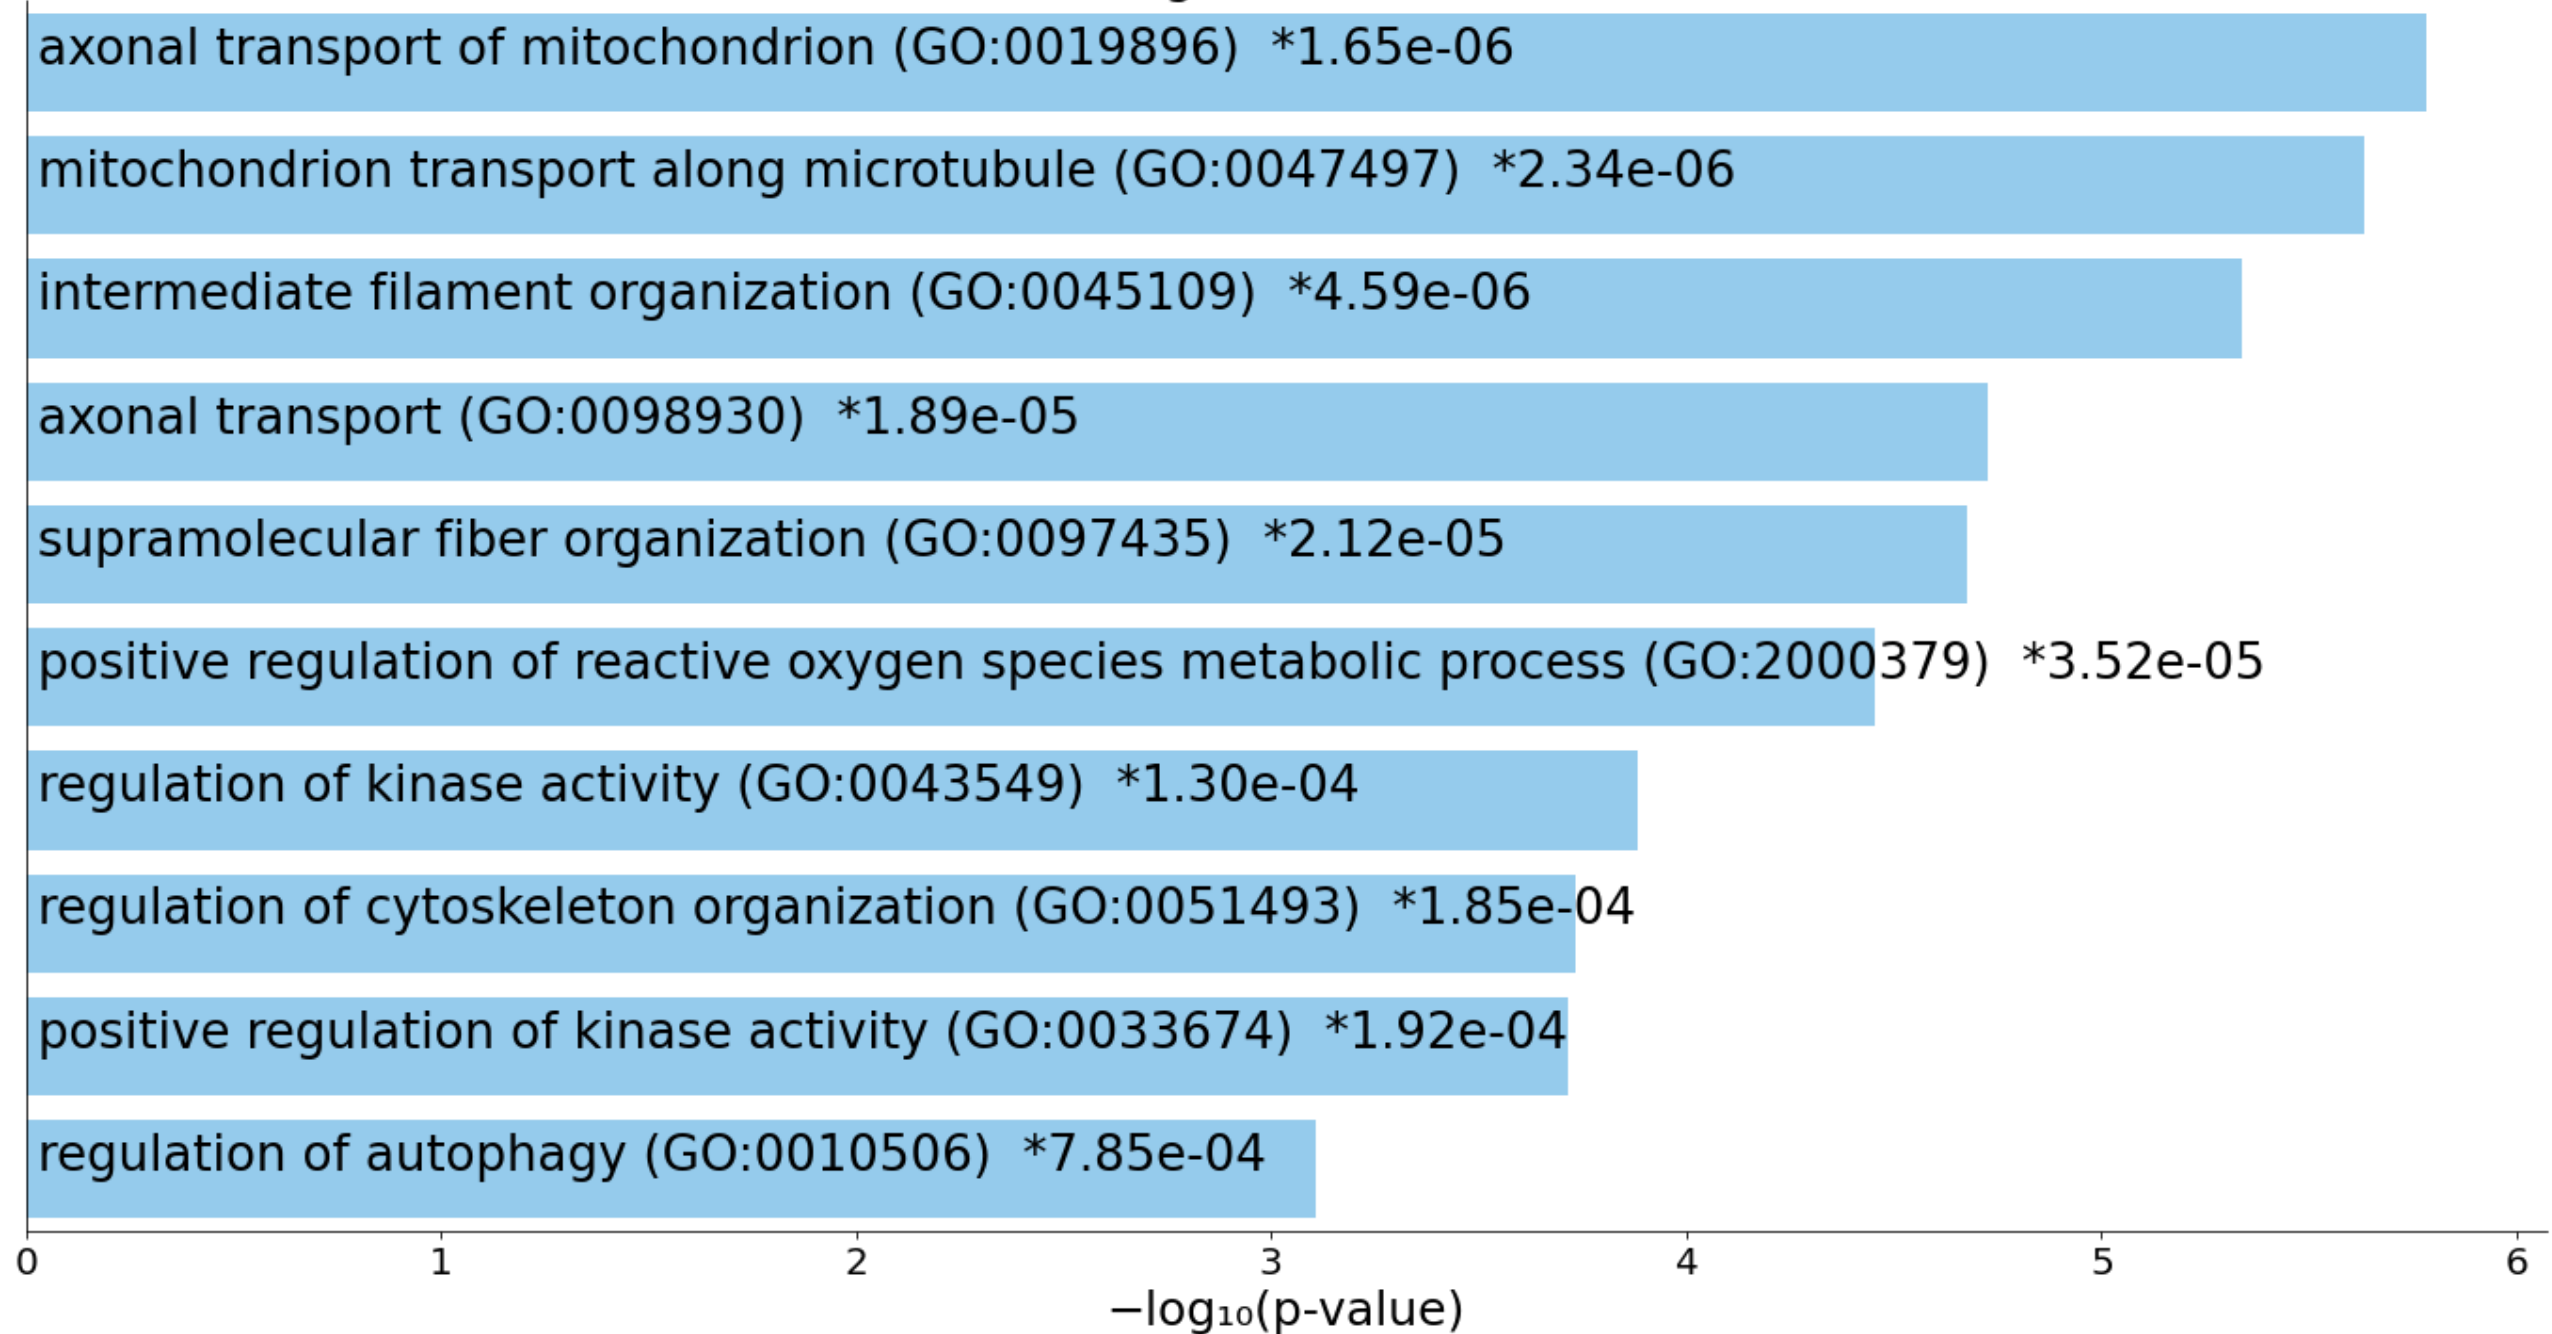 axonal transport of mitochondrion (GO:0019896) *1.65e-06
mitochondrion transport along microtubule (GO:0047497) *2.34e-06
intermediate filament organization (GO:0045109) *4.59e-06
axonal transport (GO:0098930) *1.89e-05
supramolecular fiber organization (GO:0097435) *2.12e-05
positive regulation of reactive oxygen species metabolic process (GO:2000379) *3.52e-05
regulation of kinase activity (GO:0043549) *1.30e-04
regulation of cytoskeleton organization (GO:0051493) *1.85e-04
positive regulation of kinase activity (GO:0033674) *1.92e-04
regulation of autophagy (GO:0010506) *7.85e-04
0 1 2 3 4 5 6
−log₁₀(p-value)